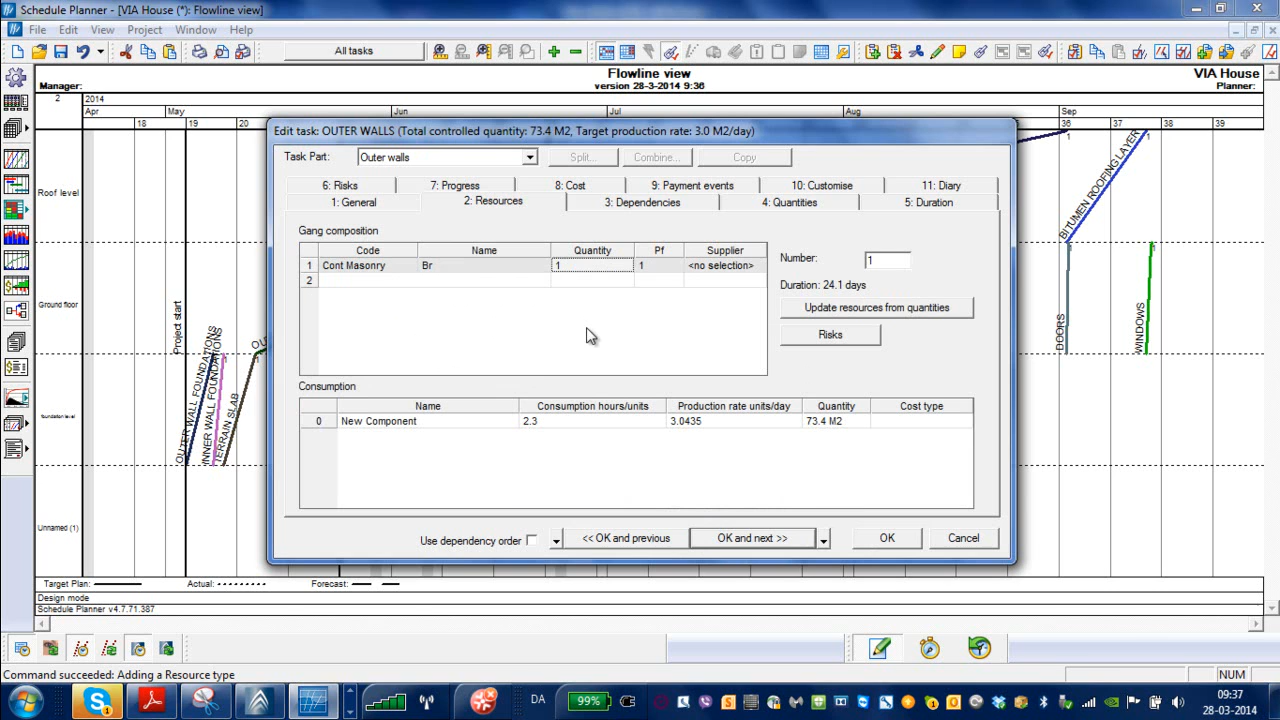 Schedule Planner - [VIA House (*): Flowline view]
File Edit View Project Window Help
All tasks
Flowline view
version 28-3-2014 9:36
Manager:
VIA House
Planner:
2
2014
Apr May Jun Jul Aug Sep
18 19 20 36 37 38 39
Roof level
Ground floor
Foundation level
Unnamed (1)
Project start
OUTER WALL FOUNDATIONS
INNER WALL FOUNDATIONS
TERRAIN SLAB
OU
DOORS
BITUMEN ROOFING LAYER
WINDOWS
Edit task: OUTER WALLS (Total controlled quantity: 73.4 M2, Target production rate: 3.0 M2/day)
Task Part: Outer walls Split... Combine... Copy
6: Risks 7: Progress 8: Cost 9: Payment events 10: Customise 11: Diary
1: General 2: Resources 3: Dependencies 4: Quantities 5: Duration
Gang composition
Code Name Quantity Pf Supplier
1 Cont Masonry Br 1 1 <no selection>
2
Number: 1
Duration: 24.1 days
Update resources from quantities
Risks
Consumption
Name Consumption hours/units Production rate units/day Quantity Cost type
0 New Component 2.3 3.0435 73.4 M2
Use dependency order << OK and previous OK and next >> OK Cancel
Target Plan: Actual: Forecast:
Design mode
Schedule Planner v4.7.71.387
Command succeeded: Adding a Resource type
NUM
DA
99%
09:37
28-03-2014